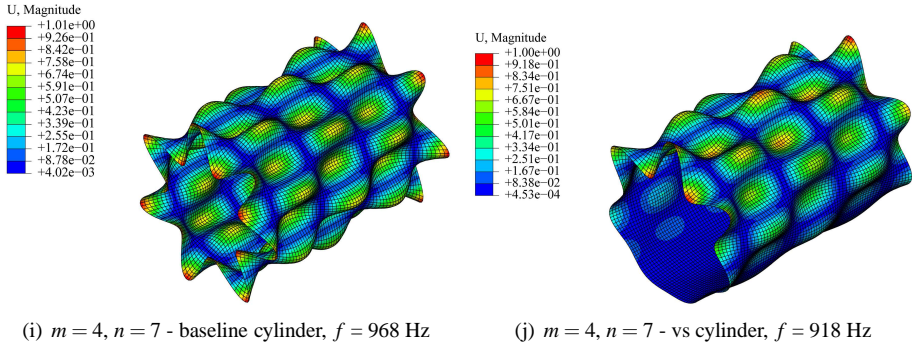 U, Magnitude
+1.01e+00
+9.26e−01
+8.42e−01
+7.58e−01
+6.74e−01
+5.91e−01
+5.07e−01
+4.23e−01
+3.39e−01
+2.55e−01
+1.72e−01
+8.78e−02
+4.02e−03
U, Magnitude
+1.00e+00
+9.18e−01
+8.34e−01
+7.51e−01
+6.67e−01
+5.84e−01
+5.01e−01
+4.17e−01
+3.34e−01
+2.51e−01
+1.67e−01
+8.38e−02
+4.53e−04
(i) m = 4, n = 7 - baseline cylinder, f = 968 Hz
(j) m = 4, n = 7 - vs cylinder, f = 918 Hz